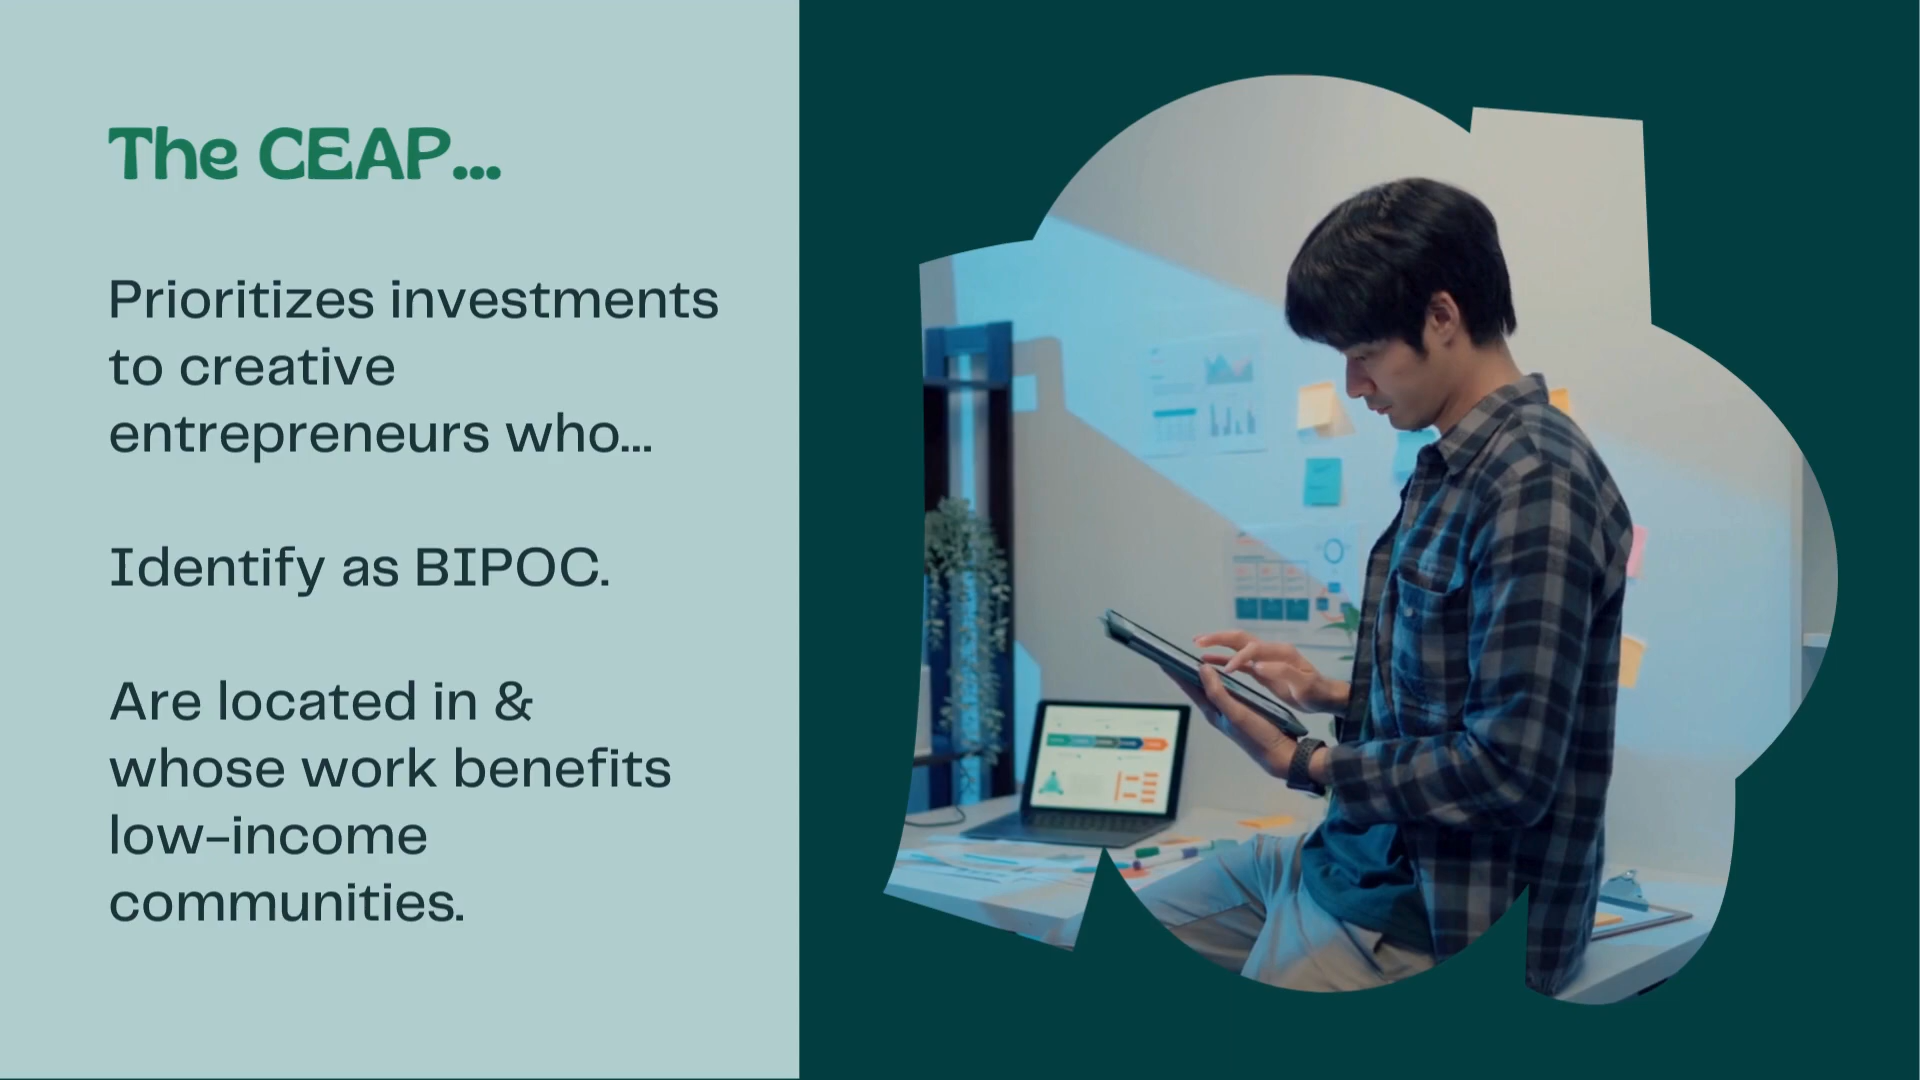 The CEAP...
Prioritizes investments
to creative
entrepreneurs who...
Identify as BIPOC.
Are located in &
whose work benefits
low-income
communities.